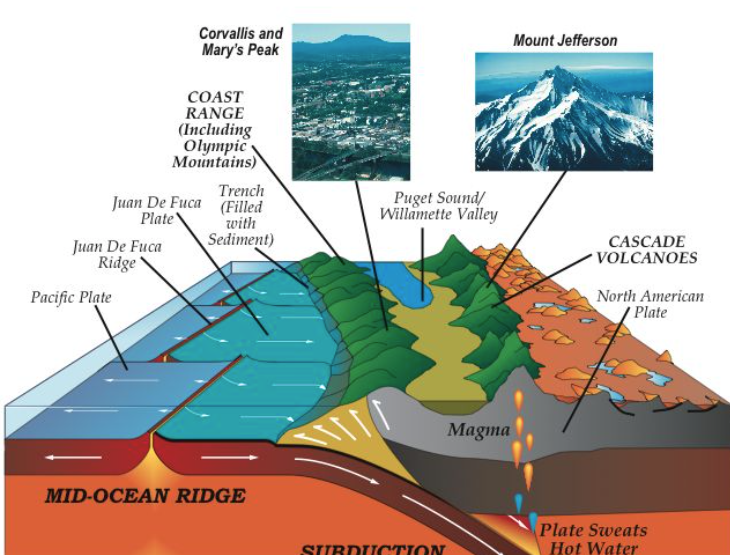 Corvallis and
Mary's Peak
Mount Jefferson
COAST
RANGE
(Including
Olympic
Mountains)
Trench
(Filled
with
Sediment)
Juan De Fuca
Plate
Puget Sound/
Willamette Valley
Juan De Fuca
Ridge
CASCADE
VOLCANOES
Pacific Plate
North American
Plate
Magma
MID-OCEAN RIDGE
Plate Sweats
Hot Water
SUBDUCTION